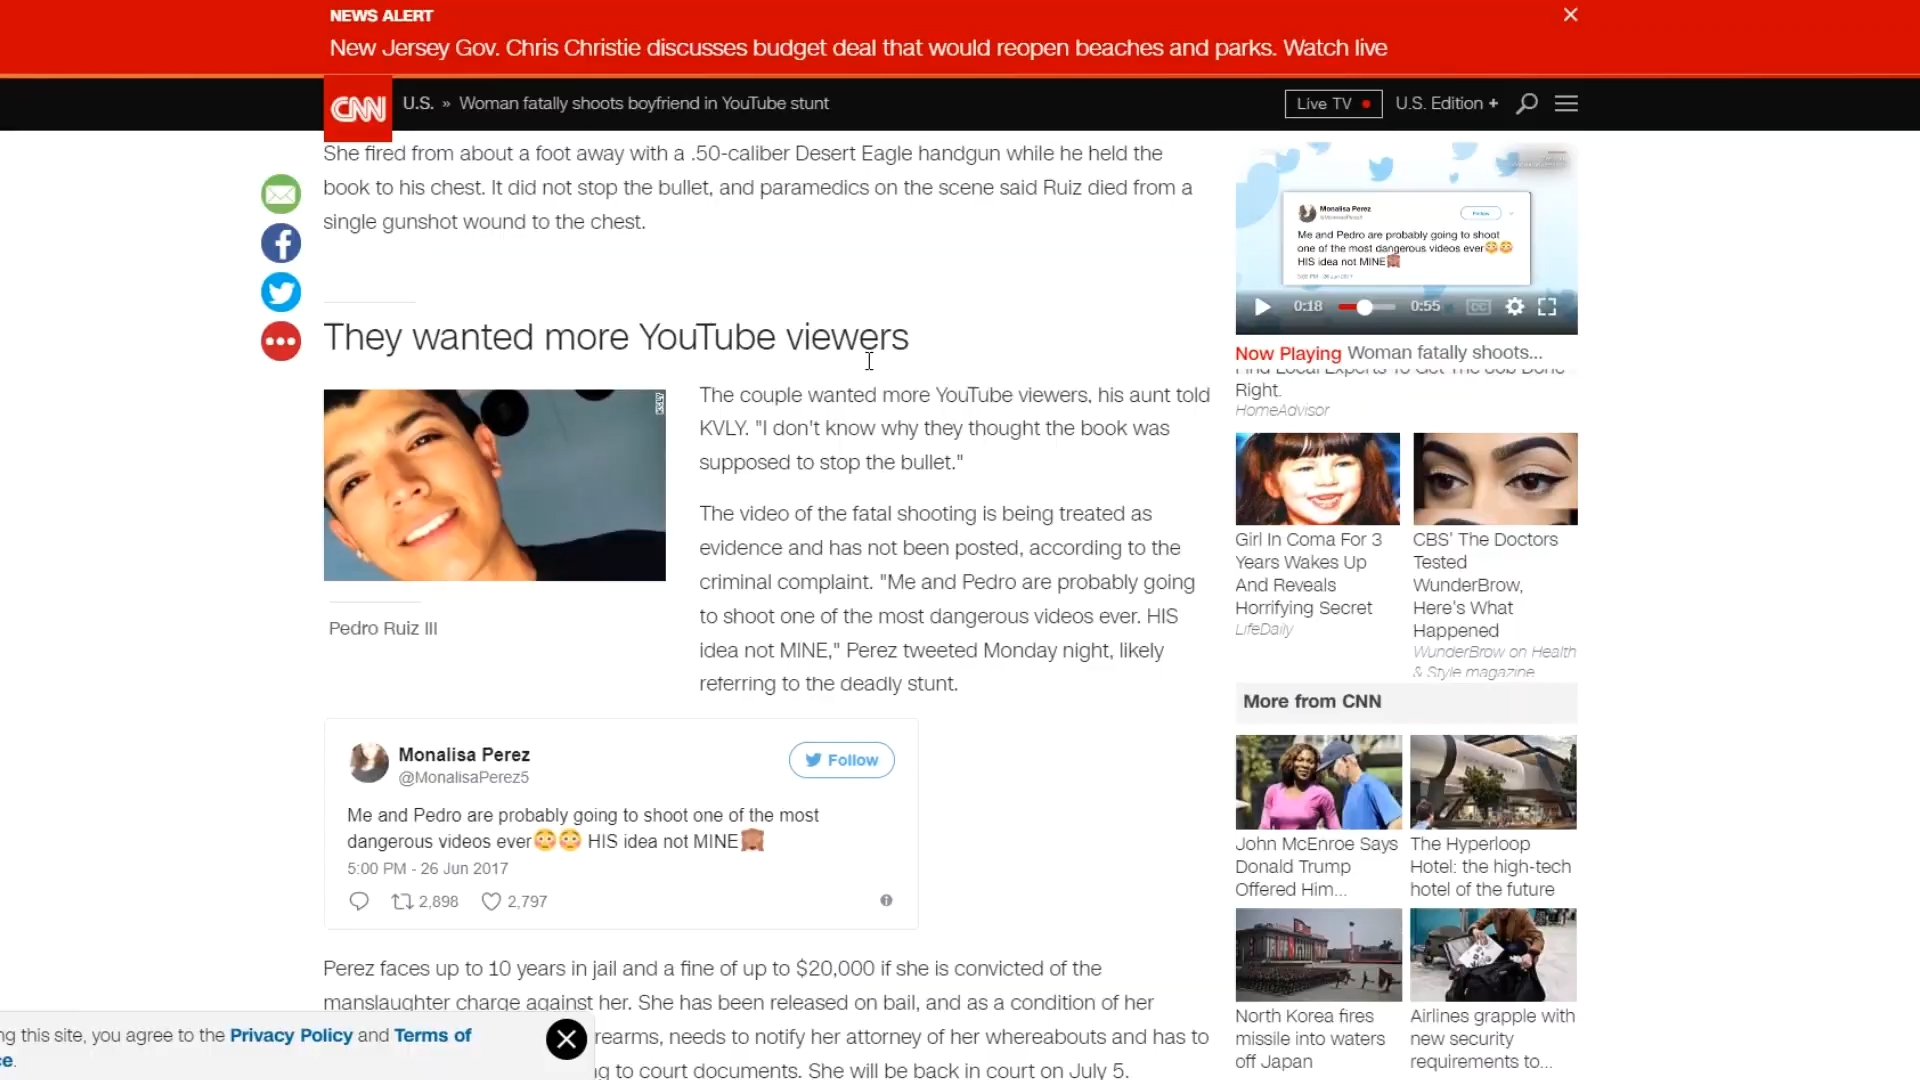 NEWS ALERT
New Jersey Gov. Chris Christie discusses budget deal that would reopen beaches and parks. Watch live
CNN
U.S. » Woman fatally shoots boyfriend in YouTube stunt
Live TV
U.S. Edition +
She fired from about a foot away with a .50-caliber Desert Eagle handgun while he held the
book to his chest. It did not stop the bullet, and paramedics on the scene said Ruiz died from a
single gunshot wound to the chest.
They wanted more YouTube viewers
The couple wanted more YouTube viewers, his aunt told
KVLY. "I don't know why they thought the book was
supposed to stop the bullet."
The video of the fatal shooting is being treated as
evidence and has not been posted, according to the
criminal complaint. "Me and Pedro are probably going
to shoot one of the most dangerous videos ever. HIS
idea not MINE," Perez tweeted Monday night, likely
referring to the deadly stunt.
Pedro Ruiz III
Monalisa Perez
@MonalisaPerez5
Follow
Me and Pedro are probably going to shoot one of the most
dangerous videos ever😳😳 HIS idea not MINE🙈
5:00 PM - 26 Jun 2017
2,898
2,797
Perez faces up to 10 years in jail and a fine of up to $20,000 if she is convicted of the
manslaughter charge against her. She has been released on bail, and as a condition of her
rearms, needs to notify her attorney of her whereabouts and has to
g to court documents. She will be back in court on July 5.
ng this site, you agree to the Privacy Policy and Terms of
ce.
Monalisa Perez
Follow
Me and Pedro are probably going to shoot
one of the most dangerous videos ever😳😳
HIS idea not MINE🙈
0:18
0:55
CC
Now Playing Woman fatally shoots...
Find Local Experts To Get The Job Done
Right.
HomeAdvisor
Girl In Coma For 3
Years Wakes Up
And Reveals
Horrifying Secret
LifeDaily
CBS' The Doctors
Tested
WunderBrow,
Here's What
Happened
WunderBrow on Health
& Style magazine
More from CNN
John McEnroe Says
Donald Trump
Offered Him...
The Hyperloop
Hotel: the high-tech
hotel of the future
North Korea fires
missile into waters
off Japan
Airlines grapple with
new security
requirements to...